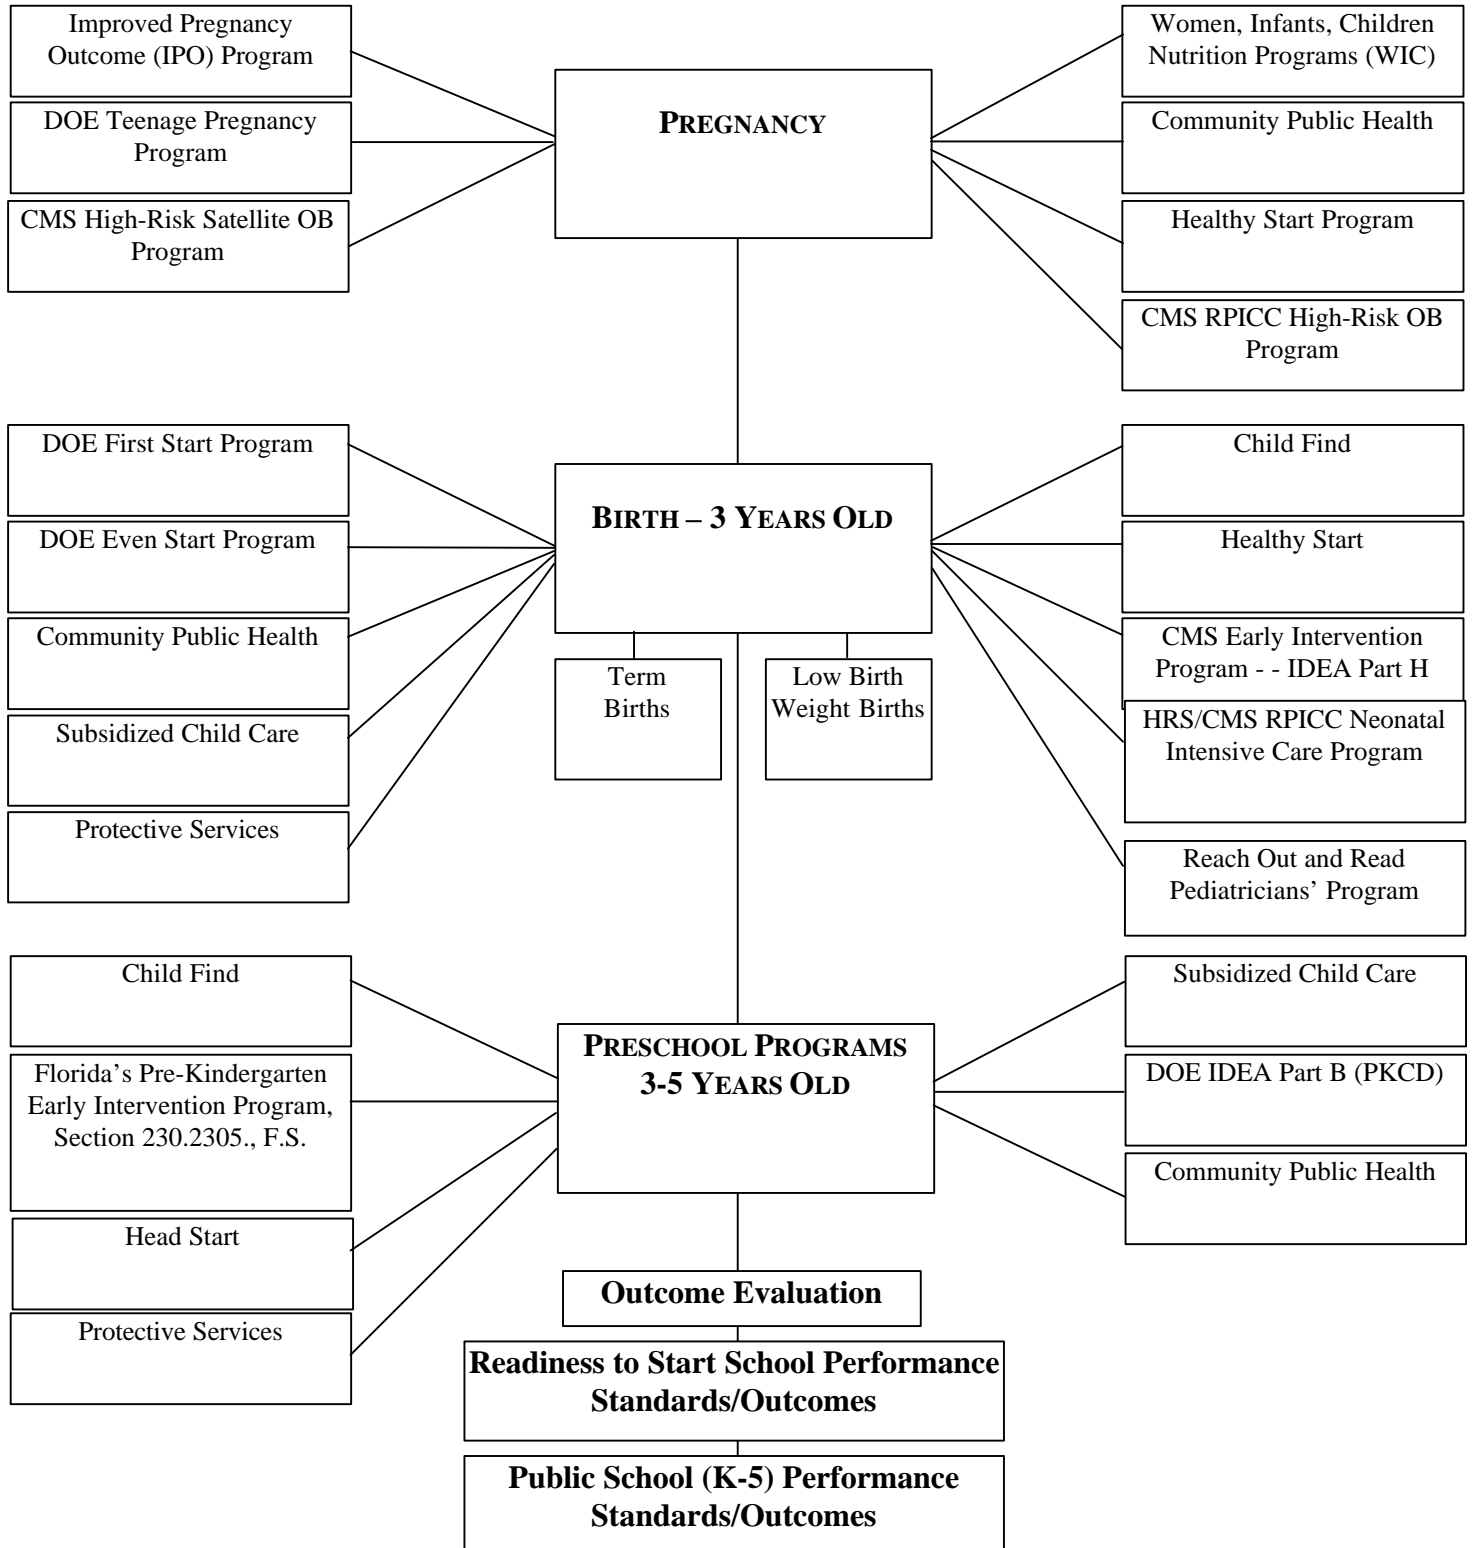 Improved Pregnancy
Outcome (IPO) Program
DOE Teenage Pregnancy
Program
CMS High-Risk Satellite OB
Program
PREGNANCY
Women, Infants, Children
Nutrition Programs (WIC)
Community Public Health
Healthy Start Program
CMS RPICC High-Risk OB
Program
DOE First Start Program
DOE Even Start Program
Community Public Health
Subsidized Child Care
Protective Services
BIRTH – 3 YEARS OLD
Term
Births
Low Birth
Weight Births
Child Find
Healthy Start
CMS Early Intervention
Program - - IDEA Part H
HRS/CMS RPICC Neonatal
Intensive Care Program
Reach Out and Read
Pediatricians’ Program
Child Find
Florida’s Pre-Kindergarten
Early Intervention Program,
Section 230.2305., F.S.
Head Start
Protective Services
PRESCHOOL PROGRAMS
3-5 YEARS OLD
Subsidized Child Care
DOE IDEA Part B (PKCD)
Community Public Health
Outcome Evaluation
Readiness to Start School Performance
Standards/Outcomes
Public School (K-5) Performance
Standards/Outcomes